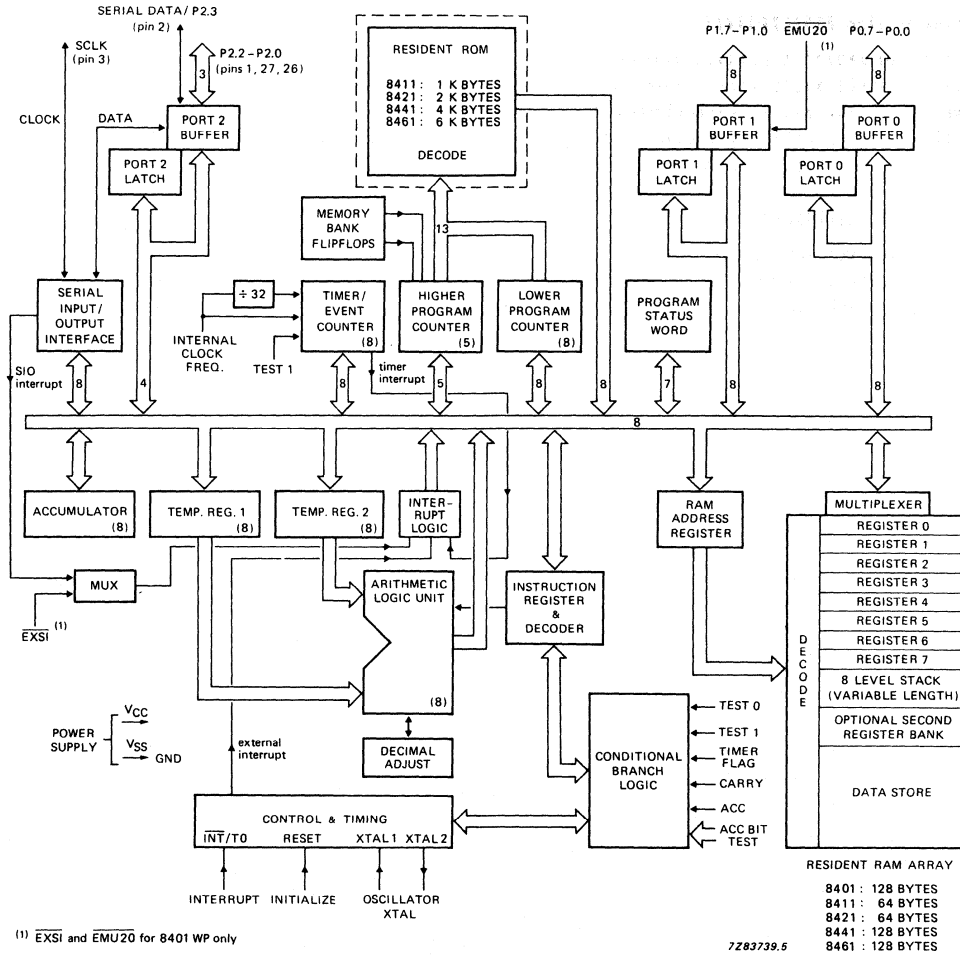 SERIAL DATA/ P2.3
(pin 2)
SCLK
(pin 3)
P2.2–P2.0
(pins 1, 27, 26)
3
CLOCK
DATA
PORT 2
BUFFER
PORT 2
LATCH
RESIDENT ROM
8411: 1 K BYTES
8421: 2 K BYTES
8441: 4 K BYTES
8461: 6 K BYTES
DECODE
P1.7–P1.0
EMU20
(1)
P0.7–P0.0
8
8
PORT 1
BUFFER
PORT 0
BUFFER
PORT 1
LATCH
PORT 0
LATCH
MEMORY
BANK
FLIPFLOPS
13
SERIAL
INPUT/
OUTPUT
INTERFACE
÷ 32
TIMER/
EVENT
COUNTER
(8)
HIGHER
PROGRAM
COUNTER
(5)
LOWER
PROGRAM
COUNTER
(8)
PROGRAM
STATUS
WORD
INTERNAL
CLOCK
FREQ.
TEST 1
timer
interrupt
SIO
interrupt
8
4
8
5
8
8
7
8
8
8
ACCUMULATOR
(8)
TEMP. REG. 1
(8)
TEMP. REG. 2
(8)
INTER–
RUPT
LOGIC
RAM
ADDRESS
REGISTER
MULTIPLEXER
REGISTER 0
REGISTER 1
REGISTER 2
REGISTER 3
REGISTER 4
REGISTER 5
REGISTER 6
REGISTER 7
8 LEVEL STACK
(VARIABLE LENGTH)
OPTIONAL SECOND
REGISTER BANK
DATA STORE
DECODE
MUX
EXSI (1)
ARITHMETIC
LOGIC UNIT
(8)
INSTRUCTION
REGISTER
&
DECODER
POWER
SUPPLY
VCC
VSS
GND
external
interrupt
DECIMAL
ADJUST
CONDITIONAL
BRANCH
LOGIC
TEST 0
TEST 1
TIMER
FLAG
CARRY
ACC
ACC BIT
TEST
CONTROL & TIMING
INT/T0 RESET XTAL1 XTAL2
INTERRUPT INITIALIZE OSCILLATOR
XTAL
RESIDENT RAM ARRAY
8401 : 128 BYTES
8411 : 64 BYTES
8421 : 64 BYTES
8441 : 128 BYTES
8461 : 128 BYTES
(1) EXSI and EMU20 for 8401 WP only
7Z83739.5